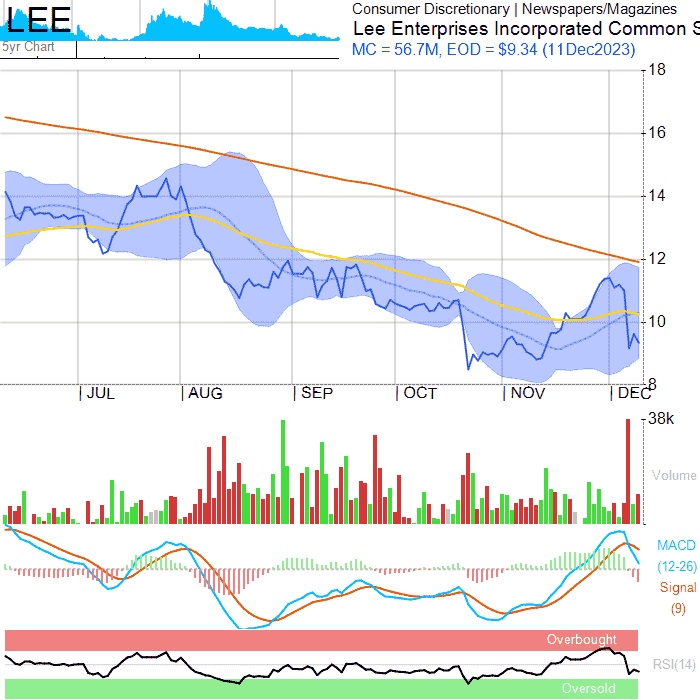 LEE
5yr Chart
Consumer Discretionary | Newspapers/Magazines
Lee Enterprises Incorporated Common S
MC = 56.7M, EOD = $9.34 (11Dec2023)
18
16
14
12
10
8
JUL AUG SEP OCT NOV DEC
38k
Volume
MACD
(12-26)
Signal
(9)
Overbought
RSI(14)
Oversold